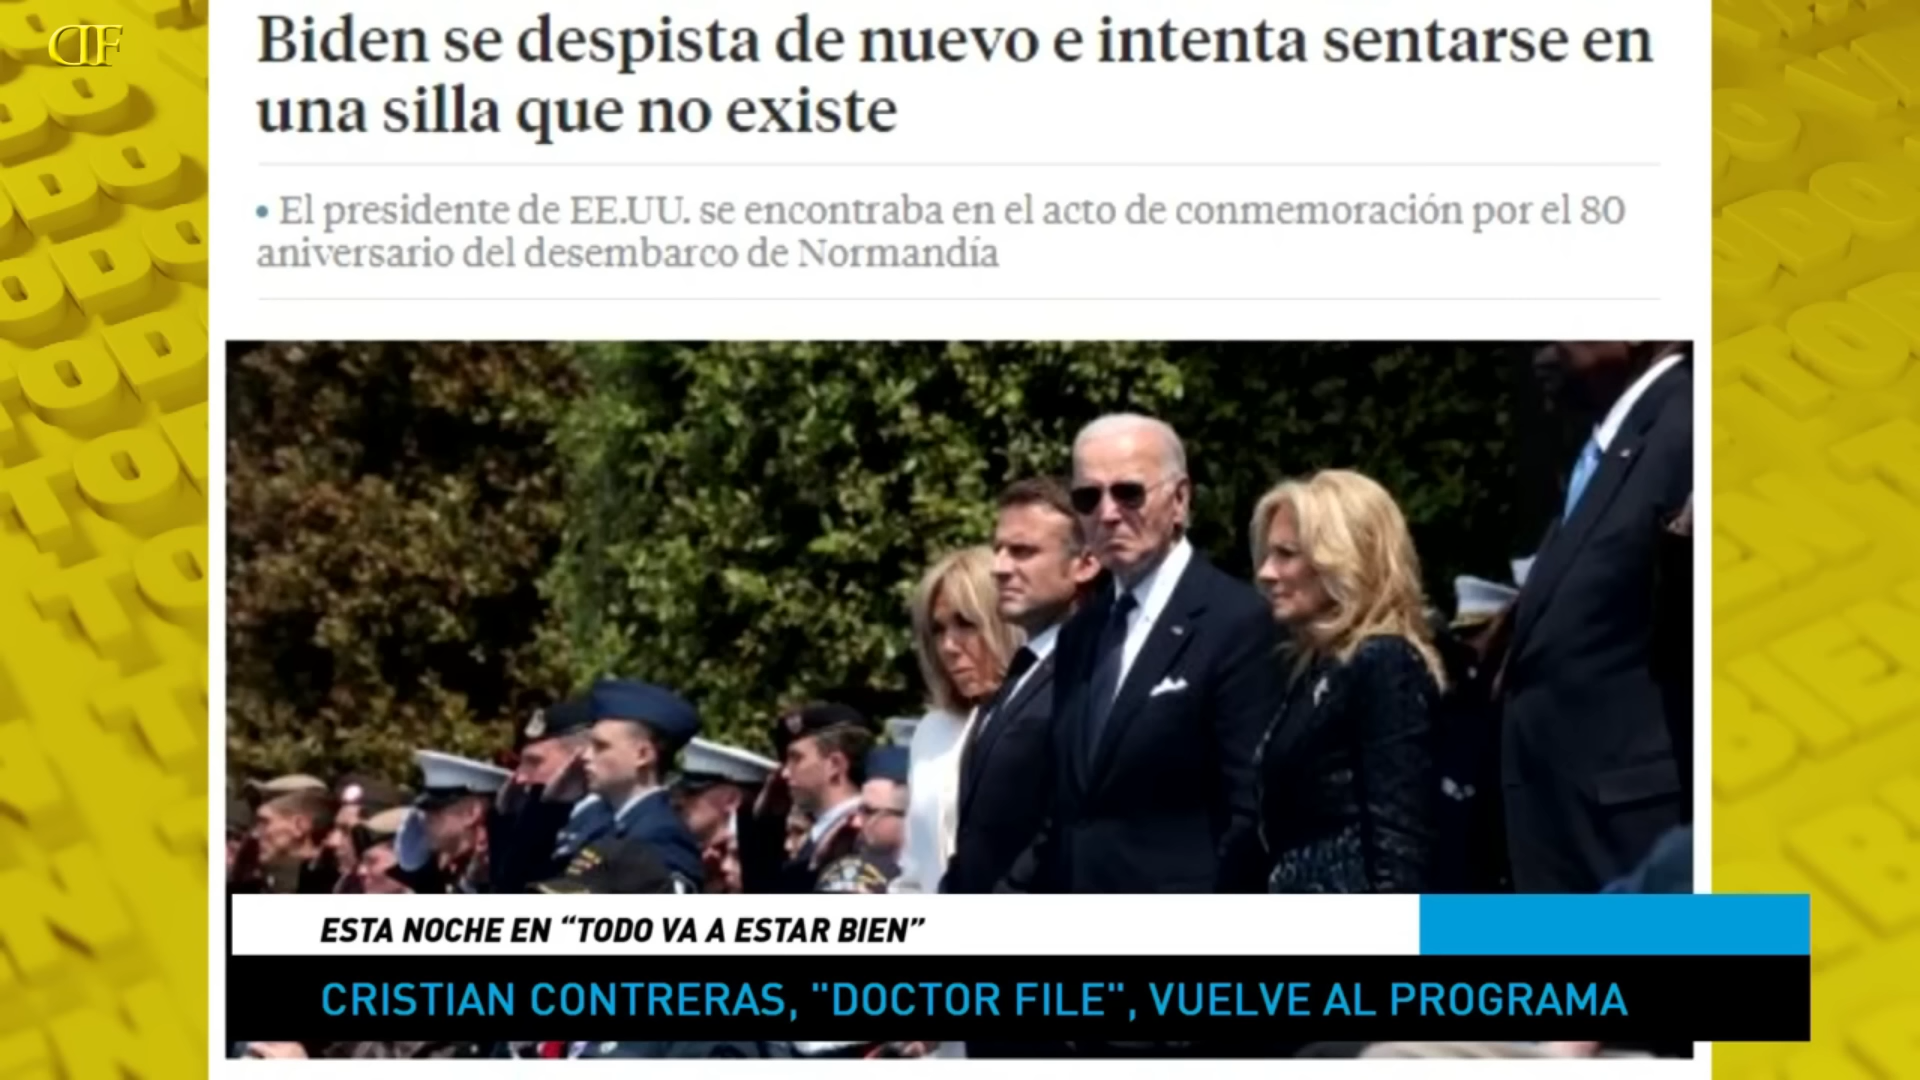 DF
Biden se despista de nuevo e intenta sentarse en
una silla que no existe
• El presidente de EE.UU. se encontraba en el acto de conmemoración por el 80
aniversario del desembarco de Normandía
ESTA NOCHE EN “TODO VA A ESTAR BIEN”
CRISTIAN CONTRERAS, "DOCTOR FILE", VUELVE AL PROGRAMA